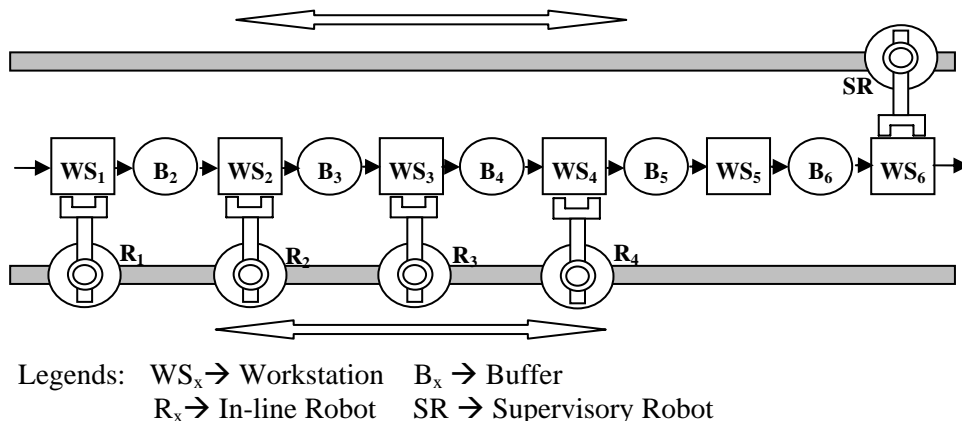 SR
WS₁ B₂ WS₂ B₃ WS₃ B₄ WS₄ B₅ WS₅ B₆ WS₆
R₁ R₂ R₃ R₄
Legends: WSₓ→ Workstation Bₓ → Buffer
Rₓ→ In-line Robot SR → Supervisory Robot